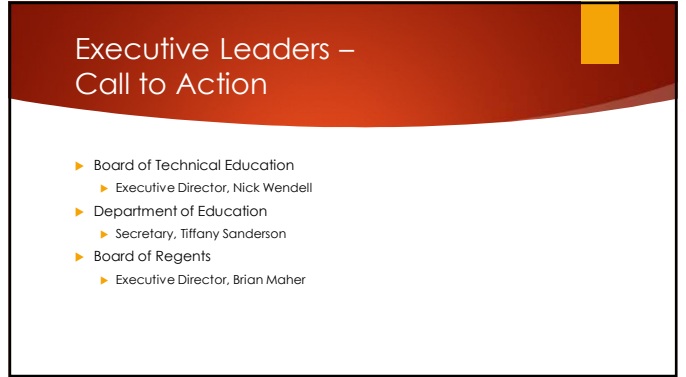 Executive Leaders –
Call to Action
Board of Technical Education
Executive Director, Nick Wendell
Department of Education
Secretary, Tiffany Sanderson
Board of Regents
Executive Director, Brian Maher